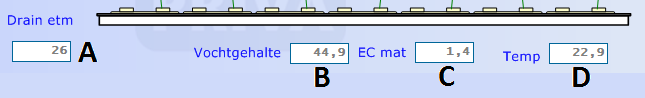 Drain etm
26 A
Vochtgehalte 44,9 EC mat 1,4 Temp 22,9
B C D